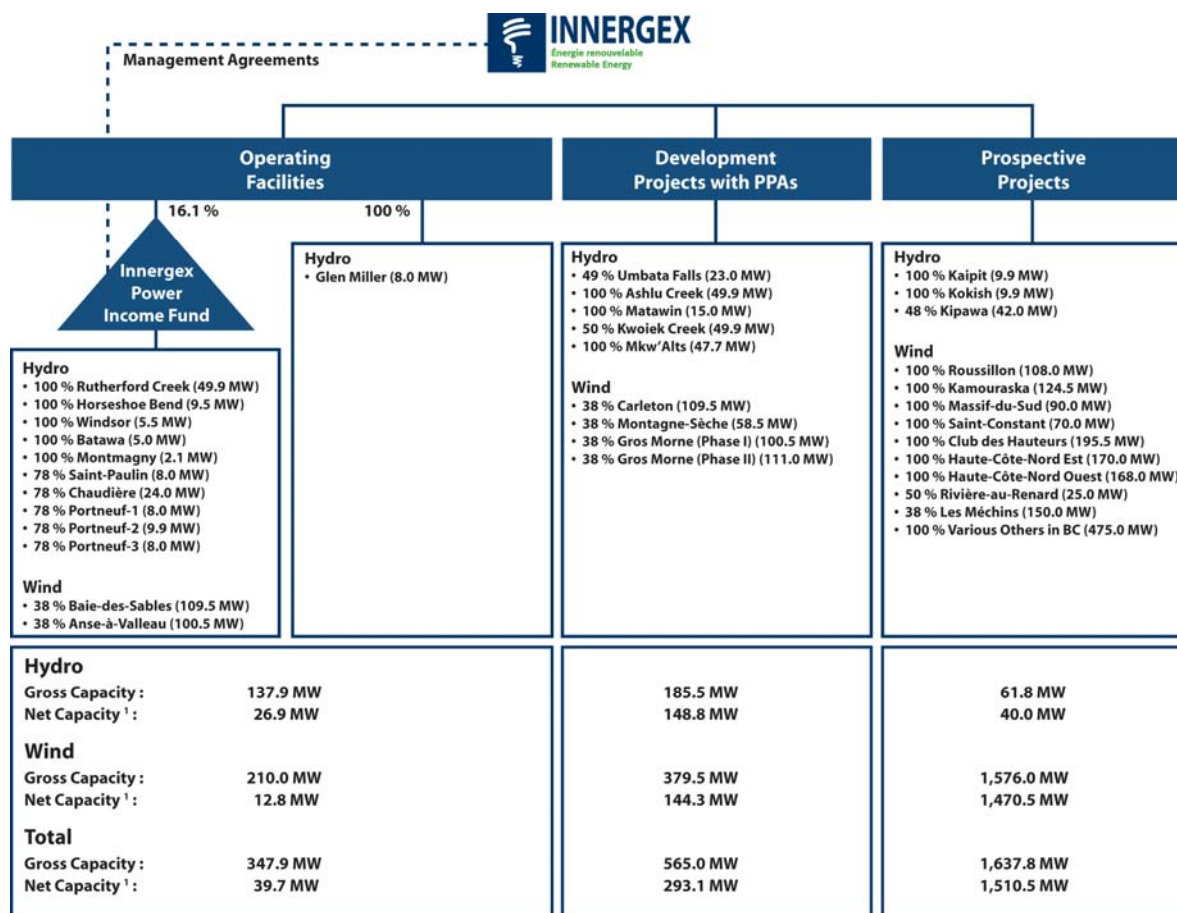 INNERGEX
Énergie renouvelable
Renewable Energy
Management Agreements
Operating
Facilities
Development
Projects with PPAs
Prospective
Projects
16.1 %
100 %
Innergex
Power
Income Fund
Hydro
• 100 % Rutherford Creek (49.9 MW)
• 100 % Horseshoe Bend (9.5 MW)
• 100 % Windsor (5.5 MW)
• 100 % Batawa (5.0 MW)
• 100 % Montmagny (2.1 MW)
• 78 % Saint-Paulin (8.0 MW)
• 78 % Chaudière (24.0 MW)
• 78 % Portneuf-1 (8.0 MW)
• 78 % Portneuf-2 (9.9 MW)
• 78 % Portneuf-3 (8.0 MW)
Wind
• 38 % Baie-des-Sables (109.5 MW)
• 38 % Anse-à-Valleau (100.5 MW)
Hydro
• Glen Miller (8.0 MW)
Hydro
• 49 % Umbata Falls (23.0 MW)
• 100 % Ashlu Creek (49.9 MW)
• 100 % Matawin (15.0 MW)
• 50 % Kwoiek Creek (49.9 MW)
• 100 % Mkw'Alts (47.7 MW)
Wind
• 38 % Carleton (109.5 MW)
• 38 % Montagne-Sèche (58.5 MW)
• 38 % Gros Morne (Phase I) (100.5 MW)
• 38 % Gros Morne (Phase II) (111.0 MW)
Hydro
• 100 % Kaipit (9.9 MW)
• 100 % Kokish (9.9 MW)
• 48 % Kipawa (42.0 MW)
Wind
• 100 % Roussillon (108.0 MW)
• 100 % Kamouraska (124.5 MW)
• 100 % Massif-du-Sud (90.0 MW)
• 100 % Saint-Constant (70.0 MW)
• 100 % Club des Hauteurs (195.5 MW)
• 100 % Haute-Côte-Nord Est (170.0 MW)
• 100 % Haute-Côte-Nord Ouest (168.0 MW)
• 50 % Rivière-au-Renard (25.0 MW)
• 38 % Les Méchins (150.0 MW)
• 100 % Various Others in BC (475.0 MW)
Hydro
Gross Capacity : 137.9 MW 185.5 MW 61.8 MW
Net Capacity ¹ : 26.9 MW 148.8 MW 40.0 MW
Wind
Gross Capacity : 210.0 MW 379.5 MW 1,576.0 MW
Net Capacity ¹ : 12.8 MW 144.3 MW 1,470.5 MW
Total
Gross Capacity : 347.9 MW 565.0 MW 1,637.8 MW
Net Capacity ¹ : 39.7 MW 293.1 MW 1,510.5 MW